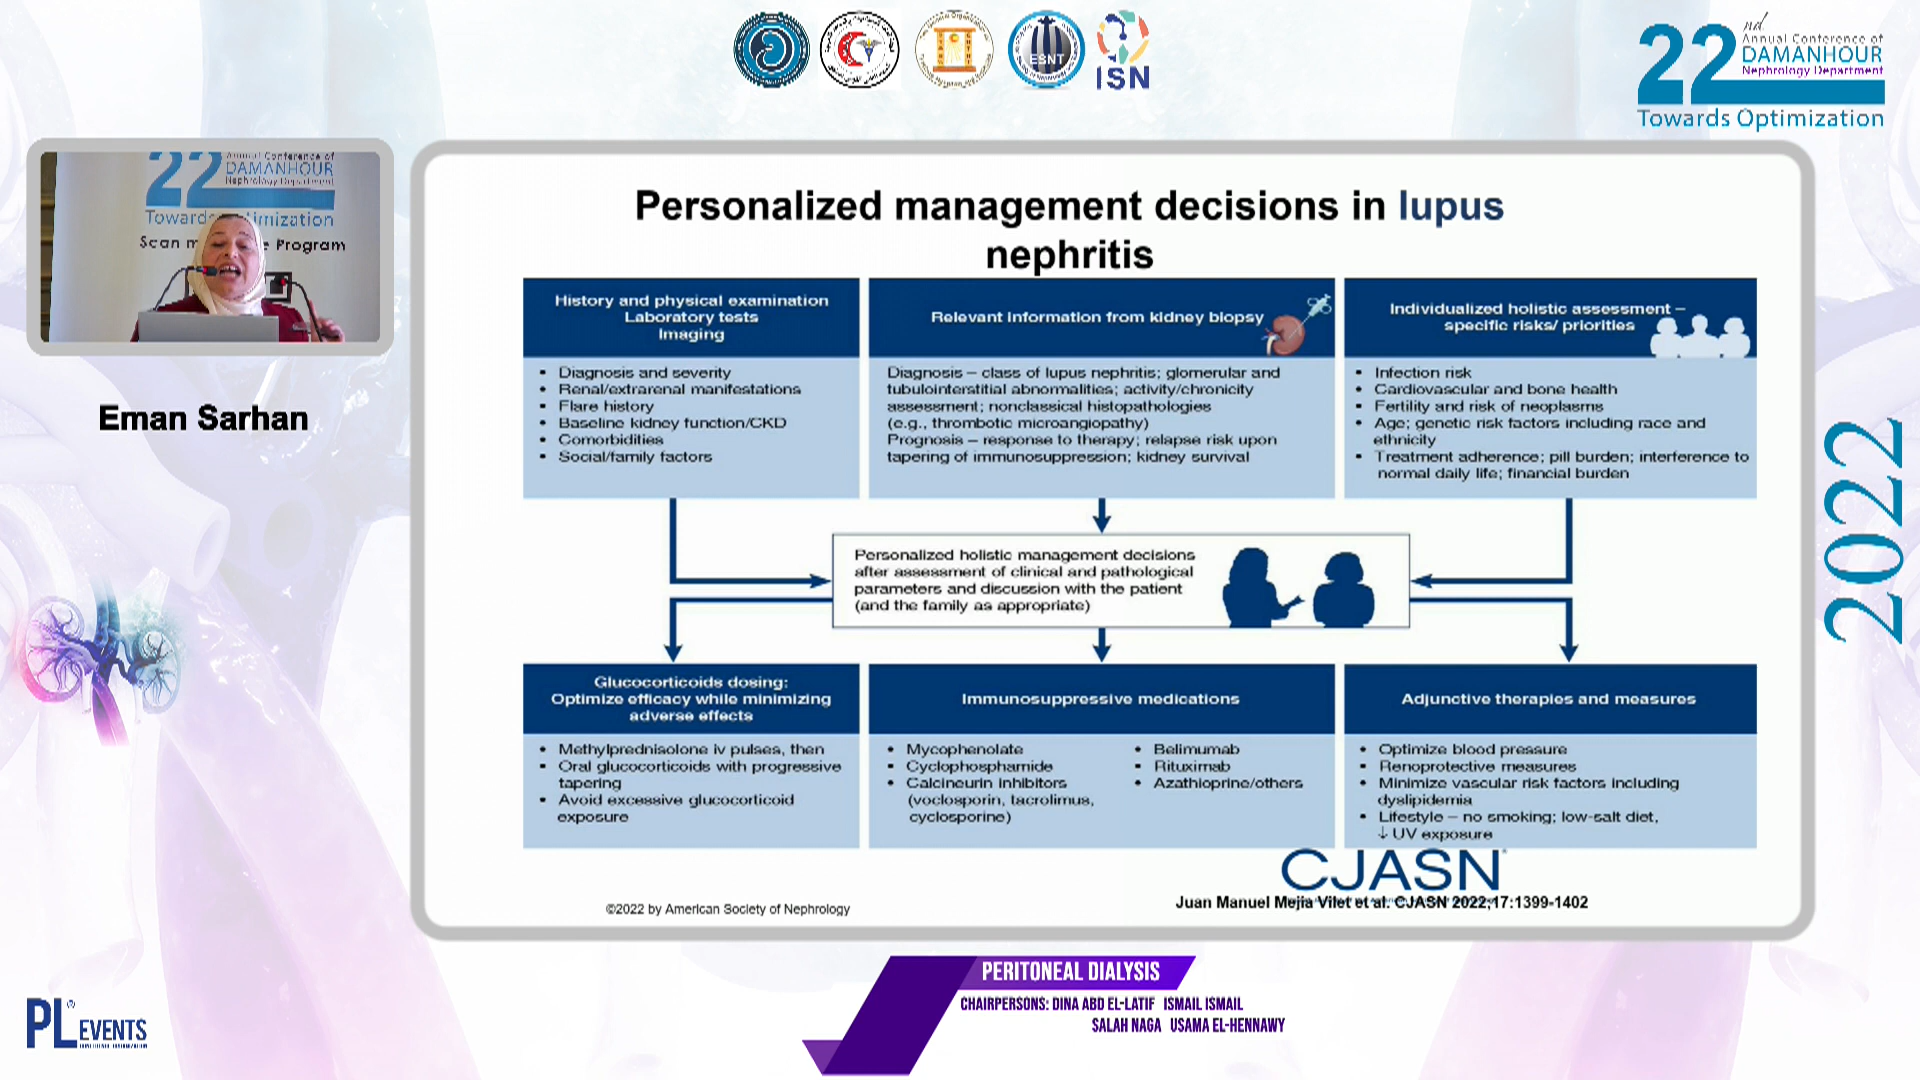 ESNT
ISN
22nd
Annual Conference of
DAMANHOUR
Nephrology Department
Towards Optimization
22
Annual Conference of
DAMANHOUR
Nephrology Department
Program
Eman Sarhan
Personalized management decisions in lupus
nephritis
History and physical examination
Laboratory tests
Imaging
• Diagnosis and severity
• Renal/extrarenal manifestations
• Flare history
• Baseline kidney function/CKD
• Comorbidities
• Social/family factors
Relevant information from kidney biopsy
Diagnosis – class of lupus nephritis; glomerular and
tubulointerstitial abnormalities; activity/chronicity
assessment; nonclassical histopathologies
(e.g., thrombotic microangiopathy)
Prognosis – response to therapy; relapse risk upon
tapering of immunosuppression; kidney survival
Individualized holistic assessment –
specific risks/ priorities
• Infection risk
• Cardiovascular and bone health
• Fertility and risk of neoplasms
• Age; genetic risk factors including race and
ethnicity
• Treatment adherence; pill burden; interference to
normal daily life; financial burden
Personalized holistic management decisions
after assessment of clinical and pathological
parameters and discussion with the patient
(and the family as appropriate)
Glucocorticoids dosing:
Optimize efficacy while minimizing
adverse effects
• Methylprednisolone iv pulses, then
• Oral glucocorticoids with progressive
tapering
• Avoid excessive glucocorticoid
exposure
Immunosuppressive medications
• Mycophenolate
• Cyclophosphamide
• Calcineurin inhibitors
(voclosporin, tacrolimus,
cyclosporine)
• Belimumab
• Rituximab
• Azathioprine/others
Adjunctive therapies and measures
• Optimize blood pressure
• Renoprotective measures
• Minimize vascular risk factors including
dyslipidemia
• Lifestyle – no smoking; low-salt diet,
↓ UV exposure
CJASN
©2022 by American Society of Nephrology
Juan Manuel Mejia Vilet et al. CJASN 2022;17:1399-1402
2022
PERITONEAL DIALYSIS
CHAIRPERSONS: DINA ABD EL-LATIF ISMAIL ISMAIL
SALAH NAGA USAMA EL-HENNAWY
PL® EVENTS